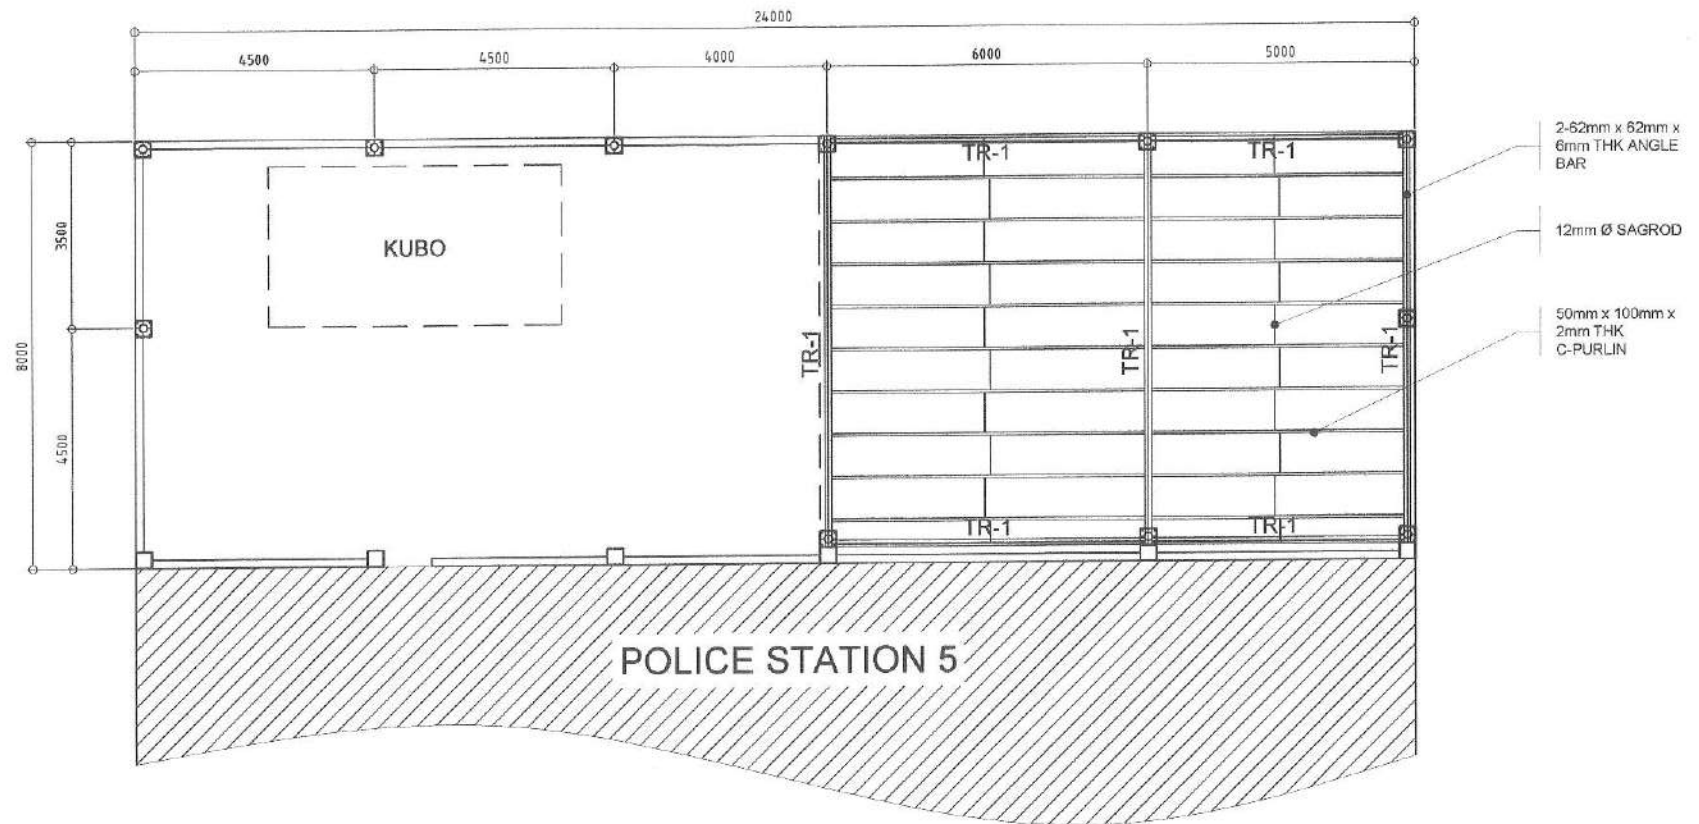 24000
4500
4500
4000
6000
5000
2-62mm x 62mm x
6mm THK ANGLE
BAR
TR-1
TR-1
12mm Ø SAGROD
3500
KUBO
50mm x 100mm x
2mm THK
C-PURLIN
8000
TR-1
TR-1
TR-1
4500
TR-1
TR-1
POLICE STATION 5